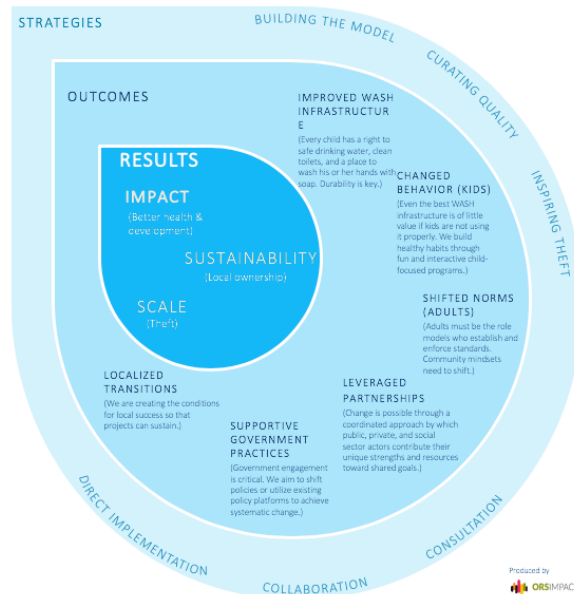 STRATEGIES
BUILDING THE MODEL
CURATING QUALITY
INSPIRING THEFT
CONSULTATION
COLLABORATION
DIRECT IMPLEMENTATION
OUTCOMES
IMPROVED WASH
INFRASTRUCTUR
E
(Every child has a right to
safe drinking water, clean
toilets, and a place to
wash his or her hands with
soap. Durability is key.)
CHANGED
BEHAVIOR (KIDS)
(Even the best WASH
infrastructure is of little
value if kids are not using
it properly. We build
healthy habits through
fun and interactive child-
focused programs.)
SHIFTED NORMS
(ADULTS)
(Adults must be the role
models who establish and
enforce standards.
Community mindsets
need to shift.)
LEVERAGED
PARTNERSHIPS
(Change is possible through a
coordinated approach by which
public, private, and social
sector actors contribute their
unique strengths and resources
toward shared goals.)
SUPPORTIVE
GOVERNMENT
PRACTICES
(Government engagement
is critical. We aim to shift
policies or utilize existing
policy platforms to achieve
systematic change.)
LOCALIZED
TRANSITIONS
(We are creating the conditions
for local success so that
projects can sustain.)
RESULTS
IMPACT
(Better health &
development)
SUSTAINABILITY
(Local ownership)
SCALE
(Theft)
Produced by
ORSIMPAC